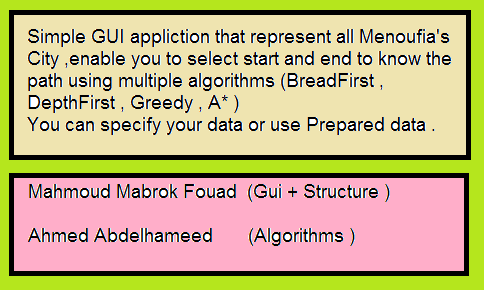 Simple GUI appliction that represent all Menoufia's
City ,enable you to select start and end to know the
path using multiple algorithms (BreadFirst ,
DepthFirst , Greedy , A* )
You can specify your data or use Prepared data .
Mahmoud Mabrok Fouad (Gui + Structure )
Ahmed Abdelhameed (Algorithms )